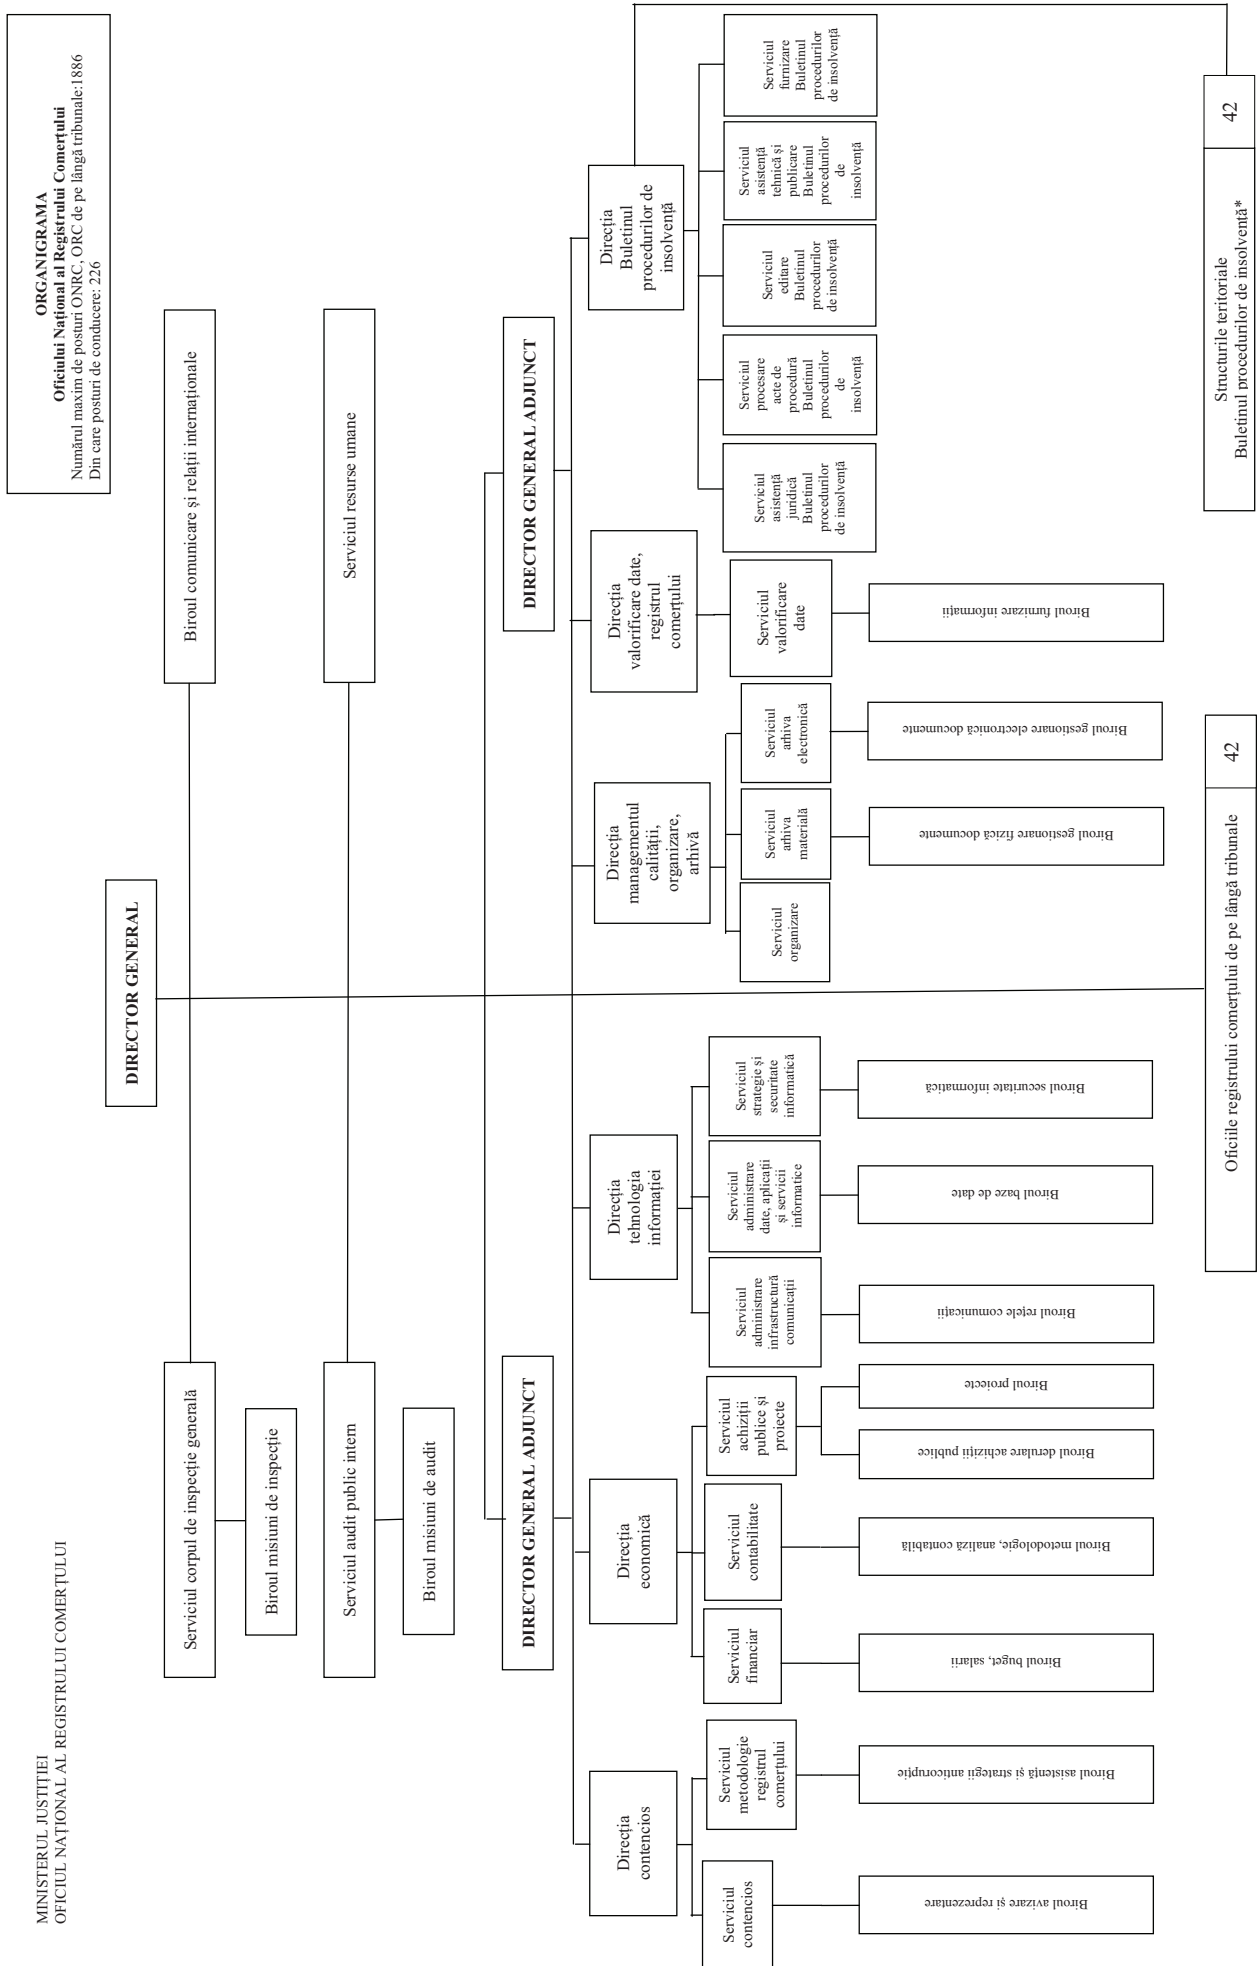 MINISTERUL JUSTIȚIEI
OFICIUL NAȚIONAL AL REGISTRULUI COMERȚULUI
ORGANIGRAMA
Oficiului Național al Registrului Comerțului
Numărul maxim de posturi ONRC, ORC de pe lângă tribunale:1886
Din care posturi de conducere: 226
DIRECTOR GENERAL
Serviciul corpul de inspecție generală
Biroul comunicare și relații internaționale
Biroul misiuni de inspecție
Serviciul audit public intern
Serviciul resurse umane
Biroul misiuni de audit
DIRECTOR GENERAL ADJUNCT
DIRECTOR GENERAL ADJUNCT
Direcția
contencios
Direcția
economică
Direcția
tehnologia
informației
Direcția
managementul
calității,
organizare,
arhivă
Direcția
valorificare date,
registrul
comerțului
Direcția
Buletinul
procedurilor de
insolvență
Serviciul
contencios
Serviciul
metodologie
registrul
comerțului
Serviciul
financiar
Serviciul
contabilitate
Serviciul
achiziții
publice și
proiecte
Serviciul
administrare
infrastructură
comunicații
Serviciul
administrare
date, aplicații
și servicii
informatice
Serviciul
strategie și
securitate
informatică
Serviciul
organizare
Serviciul
arhiva
materială
Serviciul
arhiva
electronică
Serviciul
valorificare
date
Serviciul
asistență
juridică
Buletinul
procedurilor
de insolvență
Serviciul
procesare
acte de
procedură
Buletinul
procedurilor
de
insolvență
Serviciul
editare
Buletinul
procedurilor
de insolvență
Serviciul
asistență
tehnică și
publicare
Buletinul
procedurilor
de
insolvență
Serviciul
furnizare
Buletinul
procedurilor
de insolvență
Biroul avizare și reprezentare
Biroul asistență și strategii anticorupție
Biroul buget, salarii
Biroul metodologie, analiză contabilă
Biroul derulare achiziții publice
Biroul proiecte
Biroul rețele comunicații
Biroul baze de date
Biroul securitate informatică
Biroul gestionare fizică documente
Biroul gestionare electronică documente
Biroul furnizare informații
Oficiile registrului comerțului de pe lângă tribunale
42
Structurile teritoriale
Buletinul procedurilor de insolventă*
42